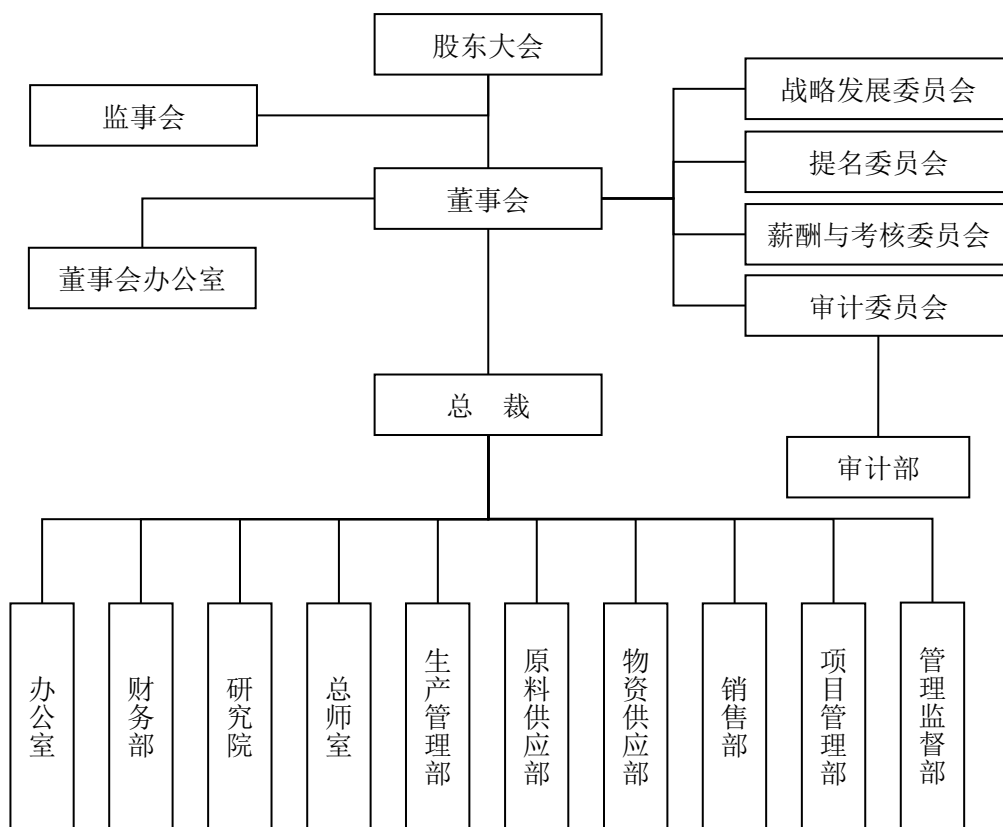 股东大会
监事会
战略发展委员会
提名委员会
董事会
薪酬与考核委员会
董事会办公室
审计委员会
总 裁
审计部
办公室
财务部
研究院
总师室
生产管理部
原料供应部
物资供应部
销售部
项目管理部
管理监督部